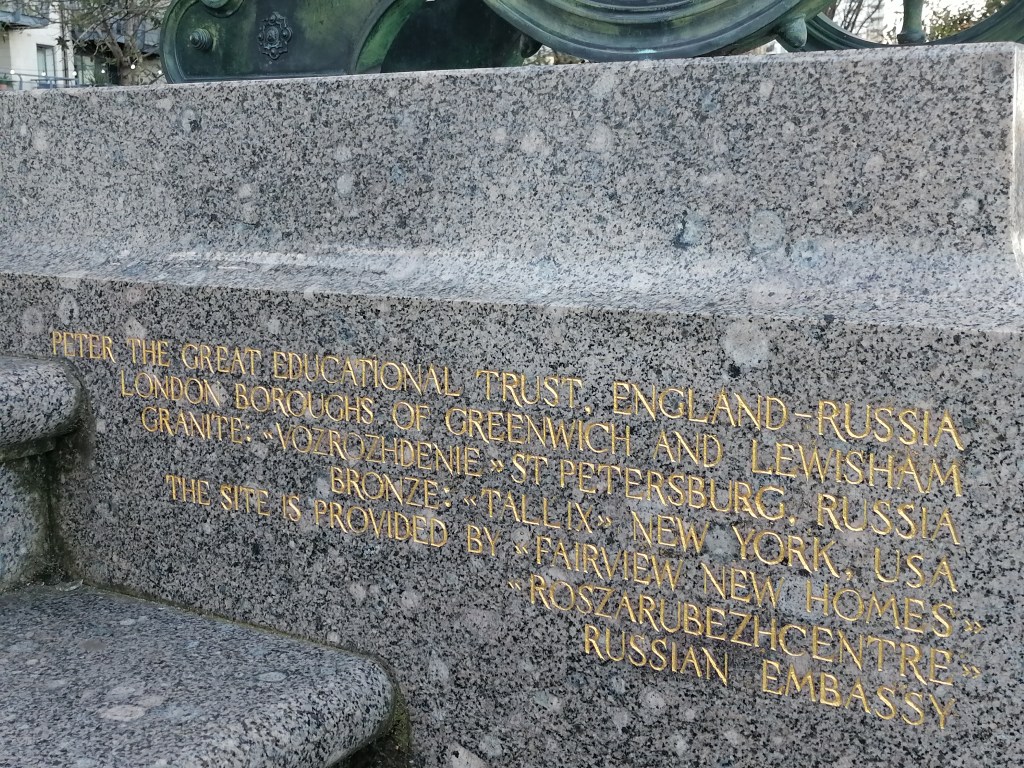 PETER THE GREAT EDUCATIONAL TRUST, ENGLAND-RUSSIA
LONDON BOROUGHS OF GREENWICH AND LEWISHAM
GRANITE: «VOZROZHDENIE» ST PETERSBURG, RUSSIA
BRONZE: «TALLIX» NEW YORK, USA
THE SITE IS PROVIDED BY «FAIRVIEW NEW HOMES»
«ROSZARUBEZHCENTRE»
RUSSIAN EMBASSY